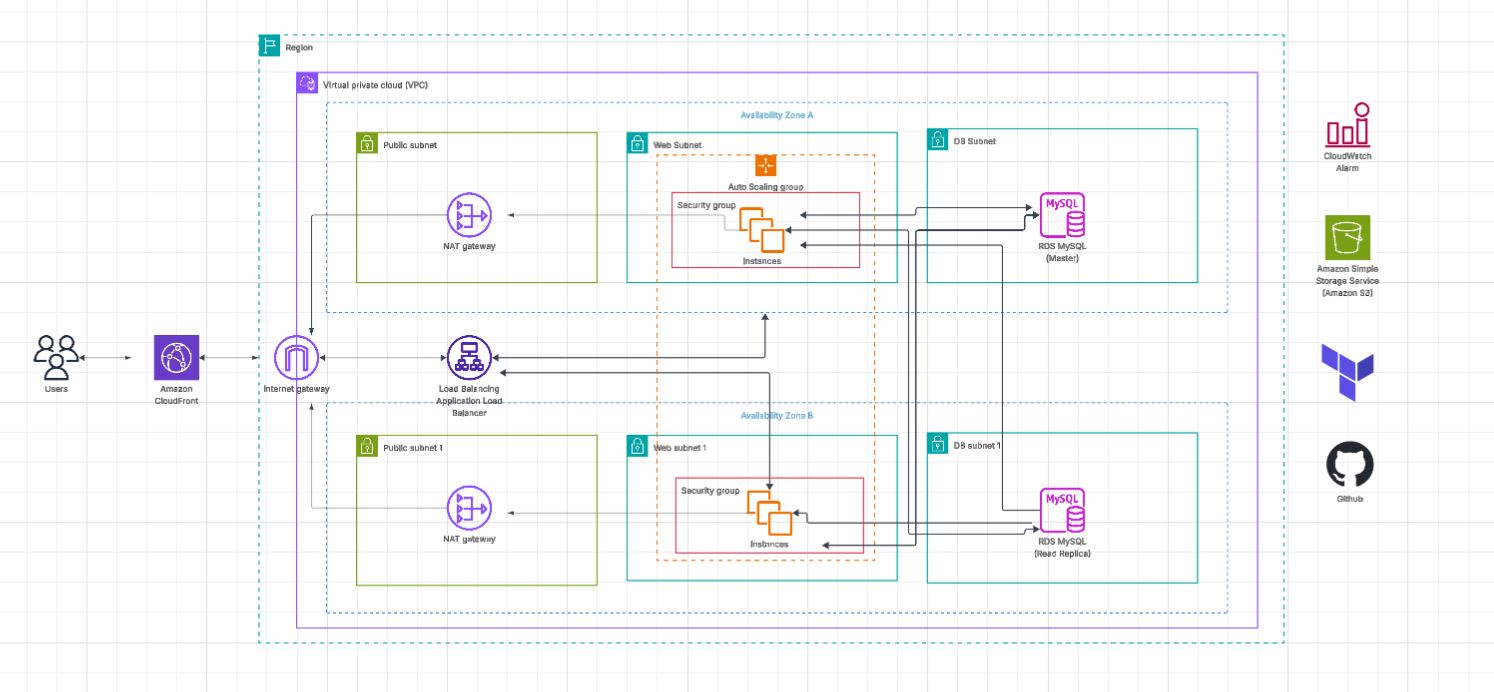 Region
Virtual private cloud (VPC)
Availability Zone A
Public subnet
NAT gateway
Web Subnet
Auto Scaling group
Security group
Instances
DB Subnet
MySQL
RDS MySQL
(Master)
Users
Amazon
CloudFront
Internet gateway
Load Balancing
Application Load
Balancer
Availability Zone B
Public subnet 1
NAT gateway
Web subnet 1
Security group
Instances
DB subnet 1
MySQL
RDS MySQL
(Read Replica)
CloudWatch
Alarm
Amazon Simple
Storage Service
(Amazon S3)
Github